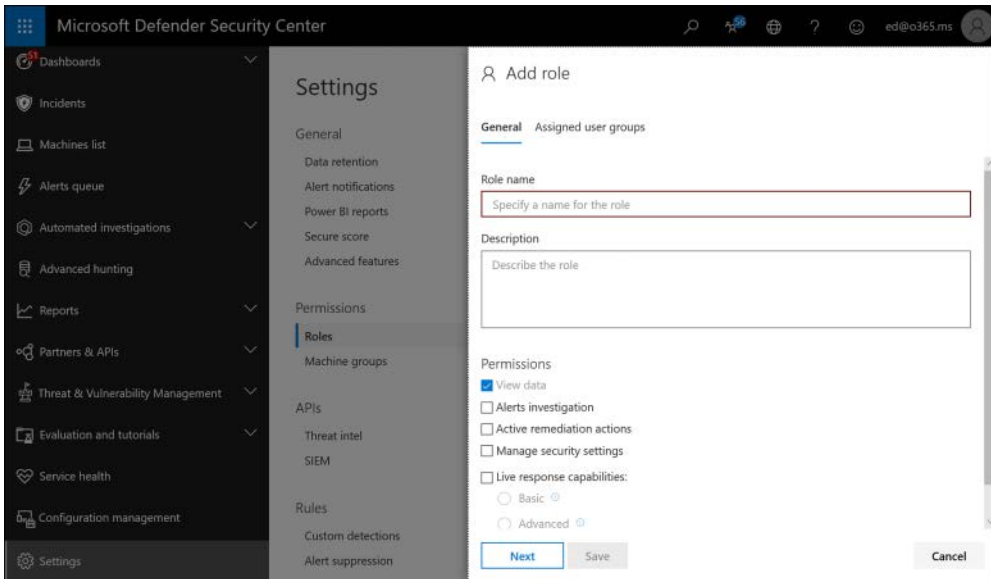 Microsoft Defender Security Center
56
ed@o365.ms
51
Dashboards
Incidents
Machines list
Alerts queue
Automated investigations
Advanced hunting
Reports
Partners & APIs
Threat & Vulnerability Management
Evaluation and tutorials
Service health
Configuration management
Settings
Settings
General
Data retention
Alert notifications
Power BI reports
Secure score
Advanced features
Permissions
Roles
Machine groups
APIs
Threat intel
SIEM
Rules
Custom detections
Alert suppression
Add role
General Assigned user groups
Role name
Specify a name for the role
Description
Describe the role
Permissions
View data
Alerts investigation
Active remediation actions
Manage security settings
Live response capabilities:
Basic
Advanced
Next Save Cancel